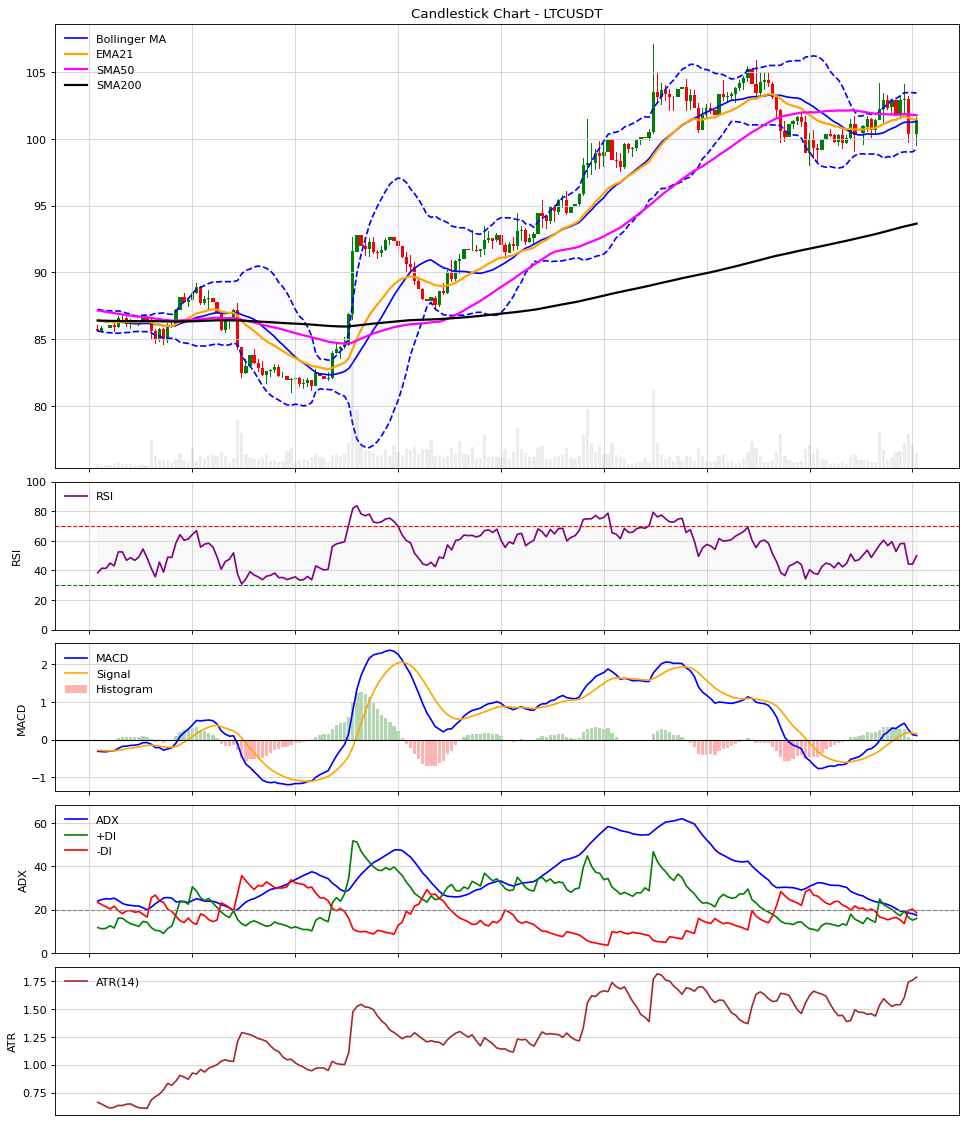 Candlestick Chart - LTCUSDT
Bollinger MA
EMA21
SMA50
SMA200
105
100
95
90
85
80
RSI
RSI
100
80
60
40
20
0
MACD
Signal
Histogram
MACD
2
1
0
−1
ADX
+DI
-DI
ADX
60
40
20
0
ATR(14)
ATR
1.75
1.50
1.25
1.00
0.75